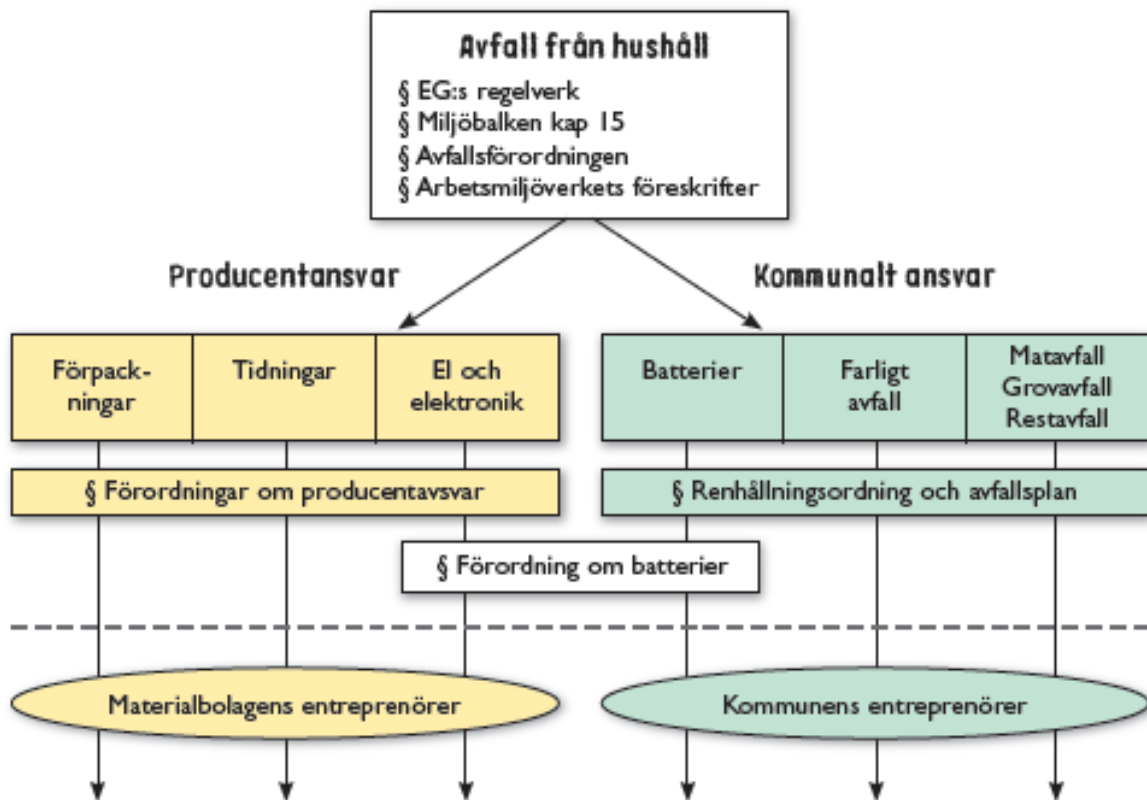 Avfall från hushåll
§ EG:s regelverk
§ Miljöbalken kap 15
§ Avfallsförordningen
§ Arbetsmiljöverkets föreskrifter
Producentansvar
Kommunalt ansvar
Förpack-
ningar
Tidningar
El och
elektronik
Batterier
Farligt
avfall
Matavfall
Grovavfall
Restavfall
§ Förordningar om producentavsvar
§ Renhållningsordning och avfallsplan
§ Förordning om batterier
Materialbolagens entreprenörer
Kommunens entreprenörer